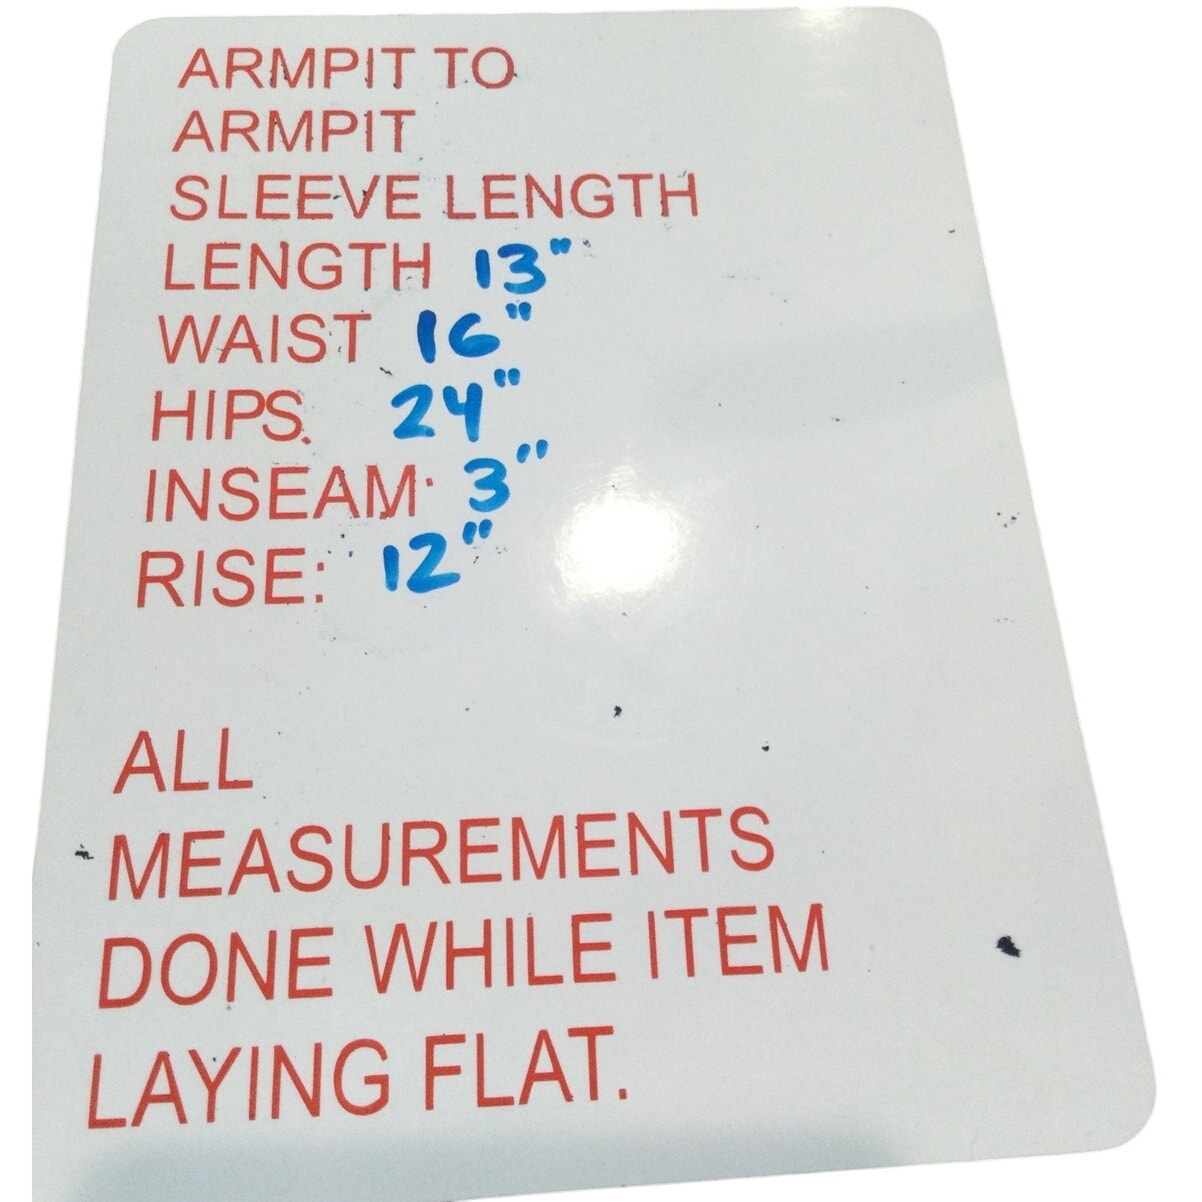 ARMPIT TO
ARMPIT
SLEEVE LENGTH
LENGTH 13"
WAIST 16"
HIPS. 24"
INSEAM: 3"
RISE: 12"
ALL
MEASUREMENTS
DONE WHILE ITEM
LAYING FLAT.